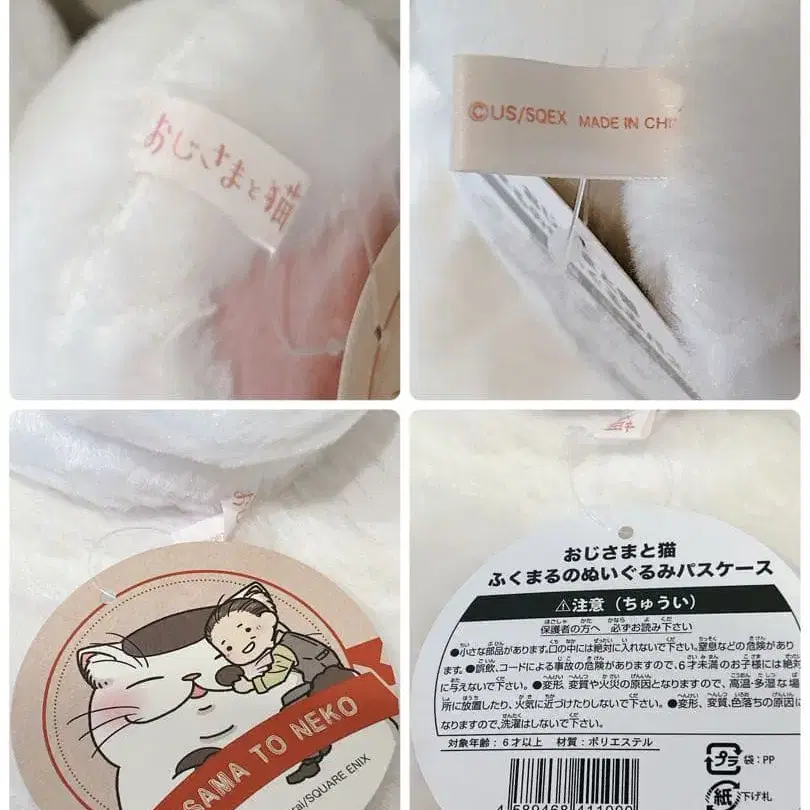 おじさまと猫
©US/SQEX MADE IN CHI
SAMA TO NEKO
rai/SQUARE ENIX
おじさまと猫
ふくまるのぬいぐるみパスケース
⚠注意（ちゅうい）
保護者の方へ 必ずお読み下さい
●小さな部品があります。口の中には絶対に入れないで下さい。窒息などの危険があり
ます。●誤飲、コードによる事故の危険がありますので、6才未満のお子様には絶対
に与えないで下さい。●変形、変質や火災の原因となりますので、高温・多湿な場
所に放置したり、火気に近づけたりしないで下さい。●変形、変質、色落ちの原因に
なりますので、洗濯はしないで下さい。
対象年齢：6才以上 材質：ポリエステル
プラ 袋：PP
紙 下げ札
4 589468 411000